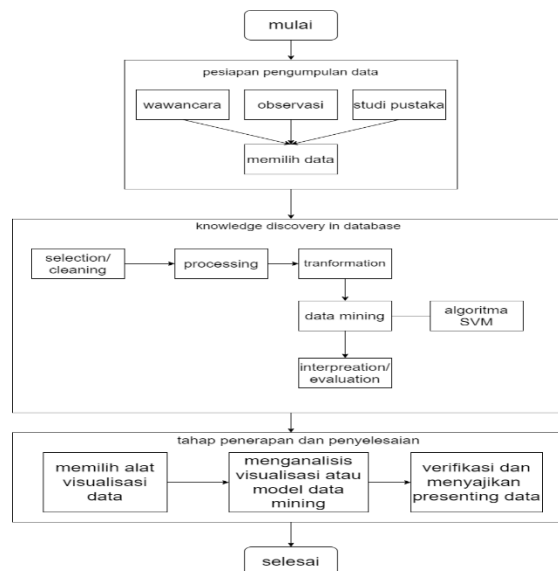 mulai
pesiapan pengumpulan data
wawancara
observasi
studi pustaka
memilih data
knowledge discovery in database
selection/
cleaning
processing
tranformation
data mining
algoritma
SVM
interpreation/
evaluation
tahap penerapan dan penyelesaian
memilih alat
visualisasi
data
menganalisis
visualisasi atau
model data
mining
verifikasi dan
menyajikan
presenting data
selesai